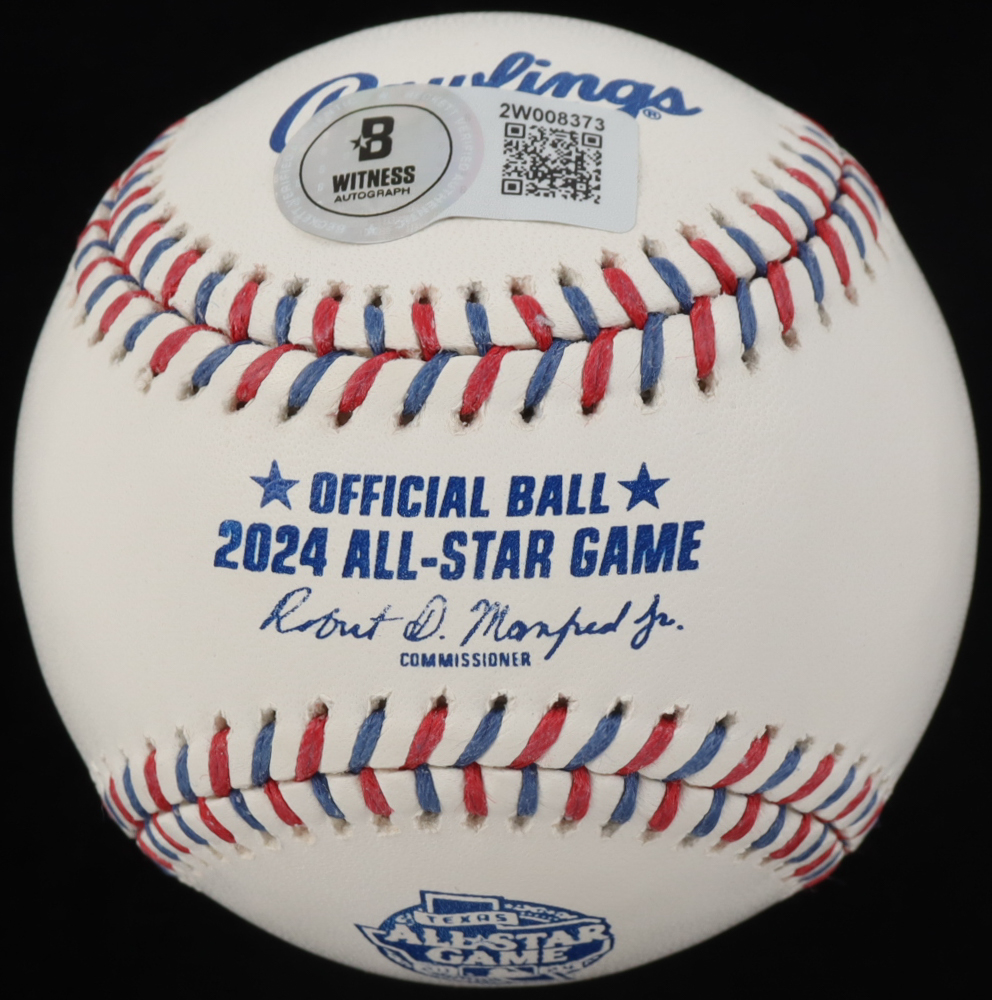 Rawlings®
B
WITNESS
AUTOGRAPH
2W008373
OFFICIAL BALL
2024 ALL-STAR GAME
Robert D. Manfred Jr.
COMMISSIONER
TEXAS
ALL-STAR
GAME